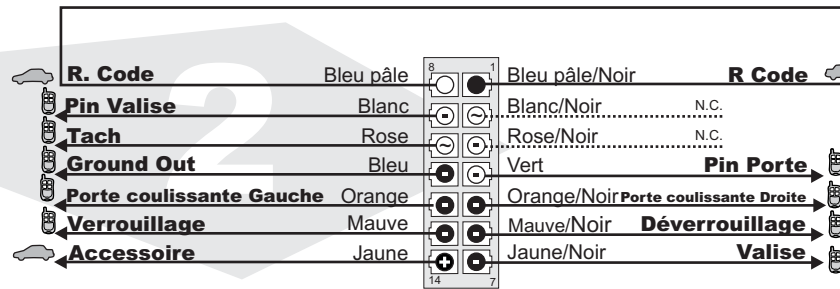 8 1
R. Code Bleu pâle Bleu pâle/Noir R Code
Pin Valise Blanc Blanc/Noir N.C.
Tach Rose Rose/Noir N.C.
Ground Out Bleu Vert Pin Porte
Porte coulissante Gauche Orange Orange/Noir Porte coulissante Droite
Verrouillage Mauve Mauve/Noir Déverrouillage
Accessoire Jaune Jaune/Noir Valise
14 7
2